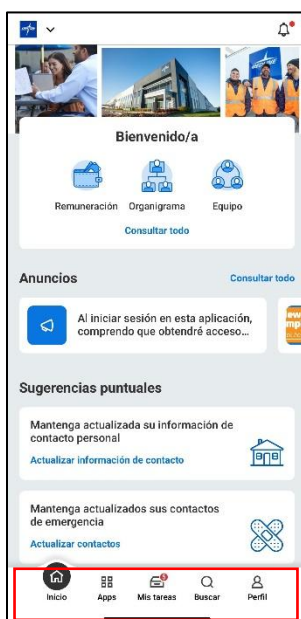 Bienvenido/a
Remuneración Organigrama Equipo
Consultar todo
Anuncios Consultar todo
Al iniciar sesión en esta aplicación,
comprendo que obtendré acceso...
Sugerencias puntuales
Mantenga actualizada su información de
contacto personal
Actualizar información de contacto
Mantenga actualizados sus contactos
de emergencia
Actualizar contactos
Inicio Apps Mis tareas Buscar Perfil